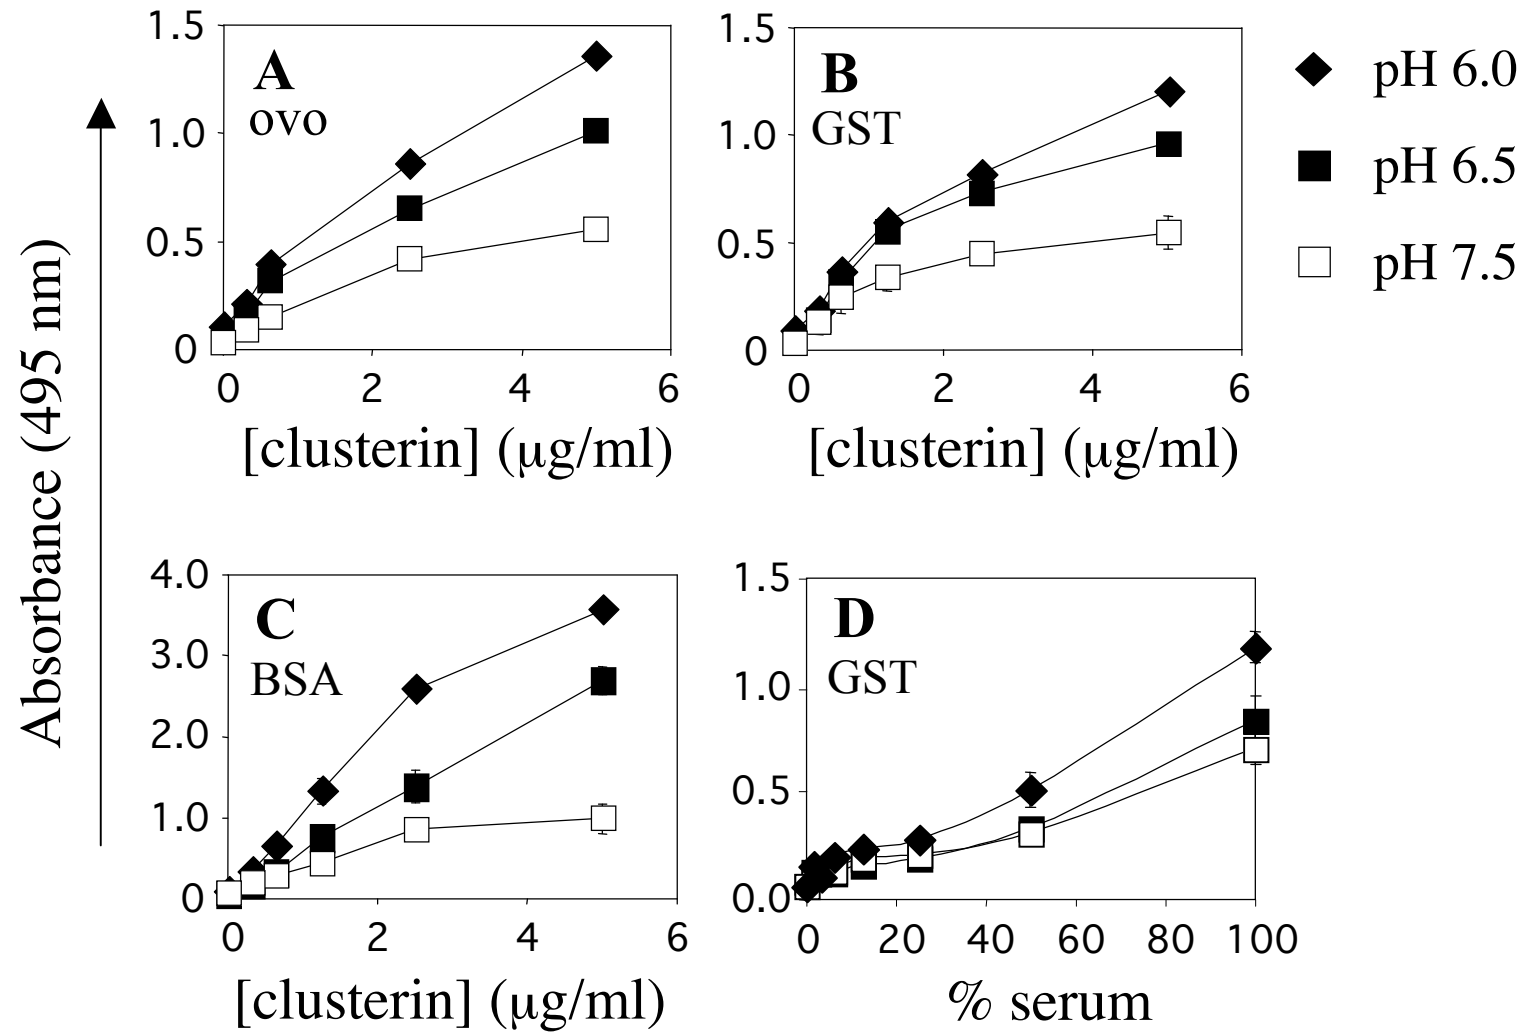 Absorbance (495 nm)
A
ovo
1.5
1.0
0.5
0
0 2 4 6
[clusterin] (μg/ml)
B
GST
1.5
1.0
0.5
0
0 2 4 6
[clusterin] (μg/ml)
pH 6.0
pH 6.5
pH 7.5
C
BSA
4.0
3.0
2.0
1.0
0
0 2 4 6
[clusterin] (μg/ml)
D
GST
1.5
1.0
0.5
0.0
0 20 40 60 80 100
% serum